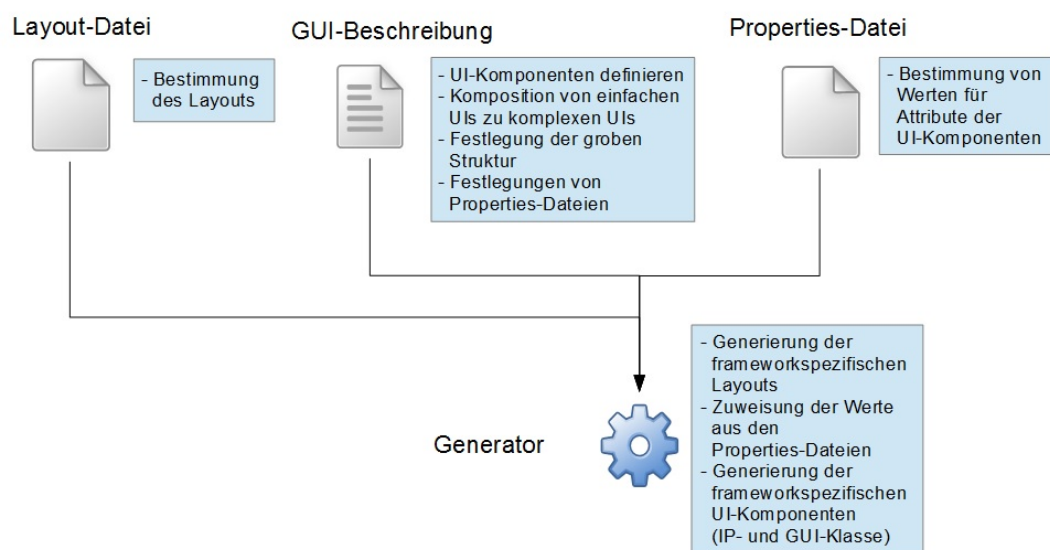 Layout-Datei
- Bestimmung
des Layouts
GUI-Beschreibung
- UI-Komponenten definieren
- Komposition von einfachen
UIs zu komplexen UIs
- Festlegung der groben
Struktur
- Festlegungen von
Properties-Dateien
Properties-Datei
- Bestimmung von
Werten für
Attribute der
UI-Komponenten
Generator
- Generierung der
frameworkspezifischen
Layouts
- Zuweisung der Werte
aus den
Properties-Dateien
- Generierung der
frameworkspezifischen
UI-Komponenten
(IP- und GUI-Klasse)